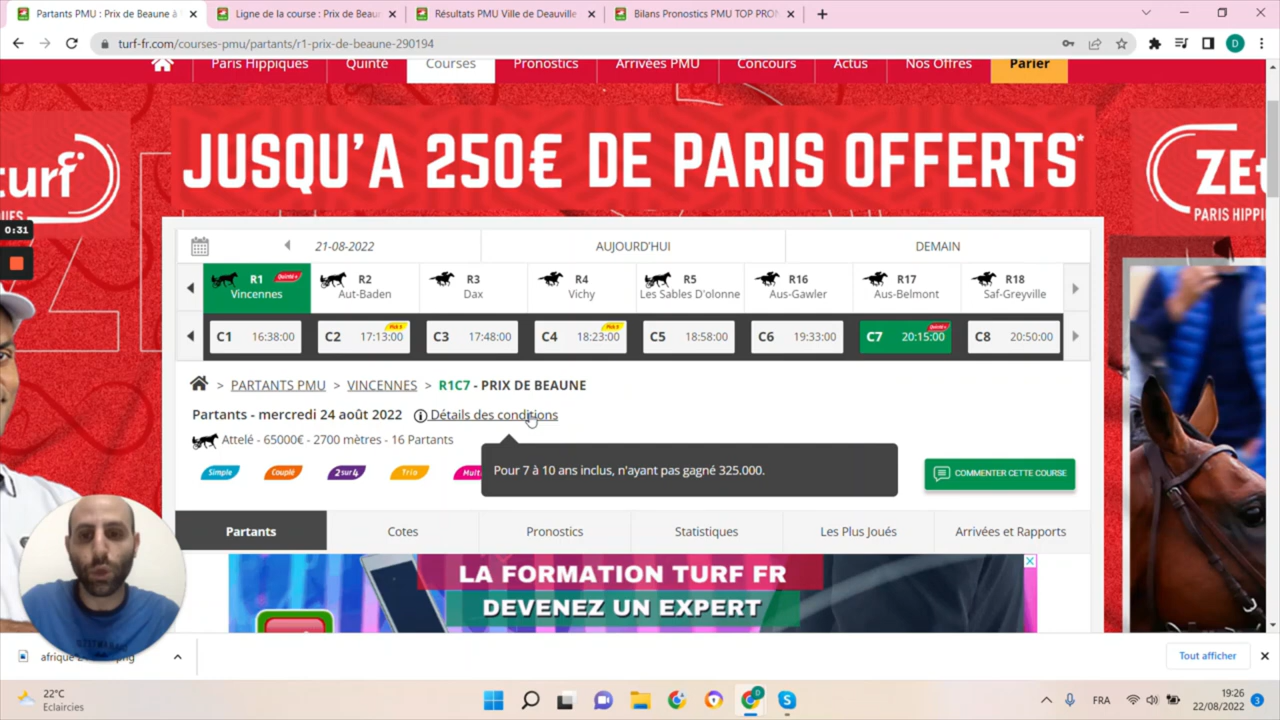 Partants PMU : Prix de Beaune à
Ligne de la course : Prix de Beau
Résultats PMU Ville de Deauville
Bilans Pronostics PMU TOP PRON
turf-fr.com/courses-pmu/partants/r1-prix-de-beaune-290194
D
Paris Hippiques
Quinté
Courses
Pronostics
Arrivées PMU
Concours
Actus
Nos Offres
Parier
JUSQU'A 250€ DE PARIS OFFERTS*
turf
IQUES
ZEt
PARIS HIPPI
0:31
21-08-2022
AUJOURD'HUI
DEMAIN
R1 Quinté+
Vincennes
R2
Aut-Baden
R3
Dax
R4
Vichy
R5
Les Sables D'olonne
R16
Aus-Gawler
R17
Aus-Belmont
R18
Saf-Greyville
C1 16:38:00
C2 17:13:00
C3 17:48:00
C4 18:23:00
C5 18:58:00
C6 19:33:00
C7 20:15:00
C8 20:50:00
> PARTANTS PMU > VINCENNES > R1C7 - PRIX DE BEAUNE
Partants - mercredi 24 août 2022 Détails des conditions
Attelé - 65000€ - 2700 mètres - 16 Partants
Simple
Couplé
2sur4
Trio
Mult
Pour 7 à 10 ans inclus, n'ayant pas gagné 325.000.
COMMENTER CETTE COURSE
Partants
Cotes
Pronostics
Statistiques
Les Plus Joués
Arrivées et Rapports
LA FORMATION TURF FR
DEVENEZ UN EXPERT
afrique
png
Tout afficher
22°C
Eclaircies
FRA
19:26
22/08/2022
3